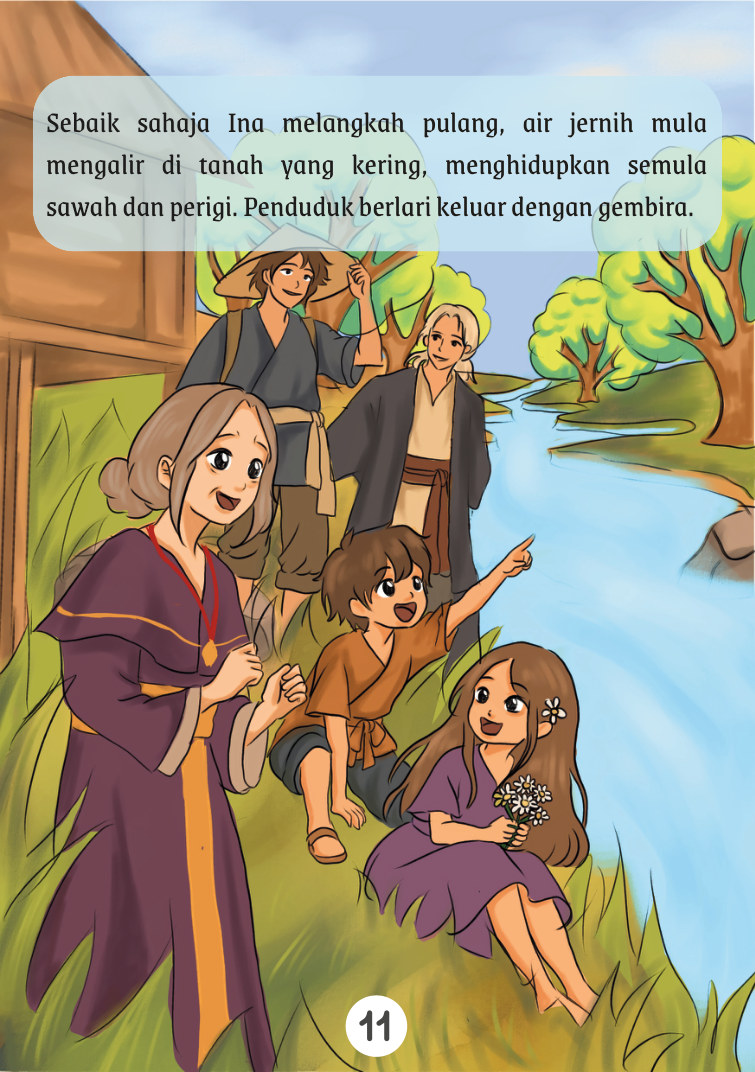 Sebaik sahaja Ina melangkah pulang, air jernih mula
mengalir di tanah yang kering, menghidupkan semula
sawah dan perigi. Penduduk berlari keluar dengan gembira.
11